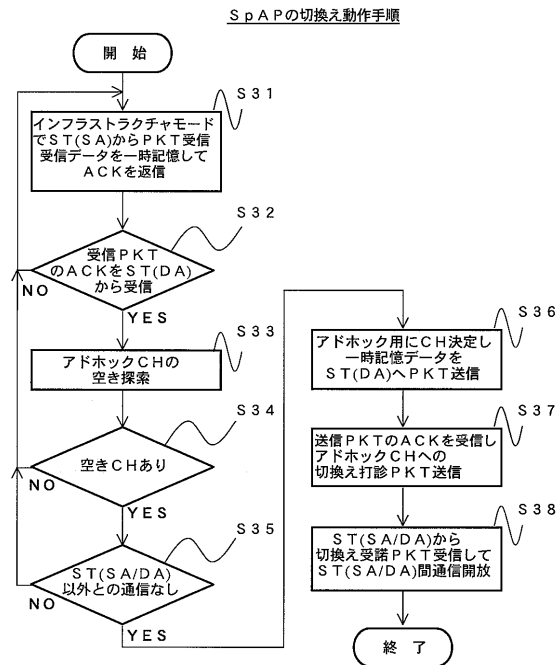 ＳｐＡＰの切換え動作手順
開　始
Ｓ３１
インフラストラクチャモード
でＳＴ(ＳＡ)からＰＫＴ受信
受信データを一時記憶して
ＡＣＫを返信
Ｓ３２
受信ＰＫＴ
のＡＣＫをＳＴ(ＤＡ)
から受信
ＮＯ
ＹＥＳ
Ｓ３３
アドホックＣＨの
空き探索
Ｓ３４
空きＣＨあり
ＮＯ
ＹＥＳ
Ｓ３５
ＳＴ(ＳＡ/ＤＡ)
以外との通信なし
ＮＯ
ＹＥＳ
Ｓ３６
アドホック用にＣＨ決定し
一時記憶データを
ＳＴ(ＤＡ)へＰＫＴ送信
Ｓ３７
送信ＰＫＴのＡＣＫを受信し
アドホックＣＨへの
切換え打診ＰＫＴ送信
Ｓ３８
ＳＴ(ＳＡ/ＤＡ)から
切換え受諾ＰＫＴ受信して
ＳＴ(ＳＡ/ＤＡ)間通信開放
終　了